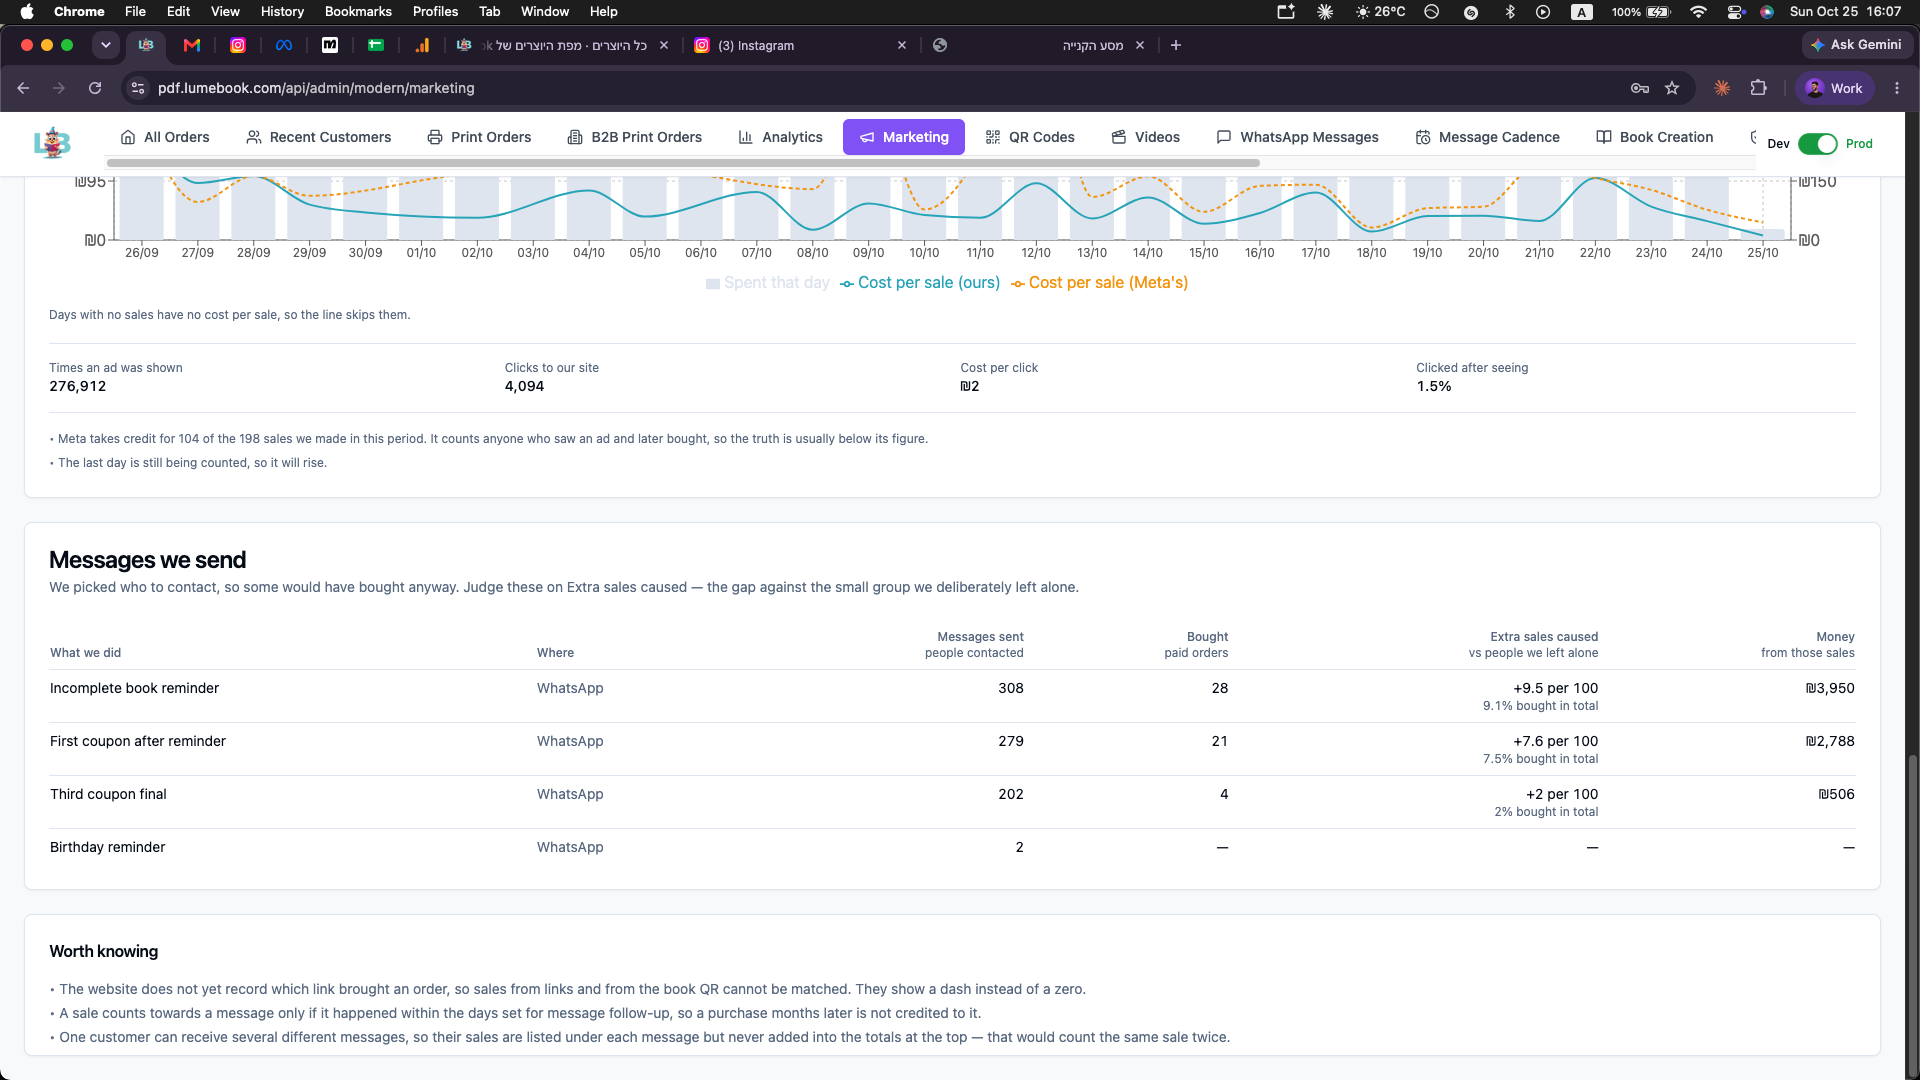 Chrome File Edit View History Bookmarks Profiles Tab Window Help 26°C A 100% Sun Oct 25 16:07
כל היוצרים · מפת היוצרים של (3) Instagram מסע הקנייה Ask Gemini
pdf.lumebook.com/api/admin/modern/marketing Work
LB All Orders Recent Customers Print Orders B2B Print Orders Analytics Marketing QR Codes Videos WhatsApp Messages Message Cadence Book Creation Dev Prod
₪95 ₪150
₪0 ₪0
26/09 27/09 28/09 29/09 30/09 01/10 02/10 03/10 04/10 05/10 06/10 07/10 08/10 09/10 10/10 11/10 12/10 13/10 14/10 15/10 16/10 17/10 18/10 19/10 20/10 21/10 22/10 23/10 24/10 25/10
Spent that day Cost per sale (ours) Cost per sale (Meta's)
Days with no sales have no cost per sale, so the line skips them.
Times an ad was shown Clicks to our site Cost per click Clicked after seeing
276,912 4,094 ₪2 1.5%
• Meta takes credit for 104 of the 198 sales we made in this period. It counts anyone who saw an ad and later bought, so the truth is usually below its figure.
• The last day is still being counted, so it will rise.
Messages we send
We picked who to contact, so some would have bought anyway. Judge these on Extra sales caused — the gap against the small group we deliberately left alone.
Messages sent Bought Extra sales caused Money
What we did Where people contacted paid orders vs people we left alone from those sales
Incomplete book reminder WhatsApp 308 28 +9.5 per 100 ₪3,950
9.1% bought in total
First coupon after reminder WhatsApp 279 21 +7.6 per 100 ₪2,788
7.5% bought in total
Third coupon final WhatsApp 202 4 +2 per 100 ₪506
2% bought in total
Birthday reminder WhatsApp 2 — — —
Worth knowing
• The website does not yet record which link brought an order, so sales from links and from the book QR cannot be matched. They show a dash instead of a zero.
• A sale counts towards a message only if it happened within the days set for message follow-up, so a purchase months later is not credited to it.
• One customer can receive several different messages, so their sales are listed under each message but never added into the totals at the top — that would count the same sale twice.